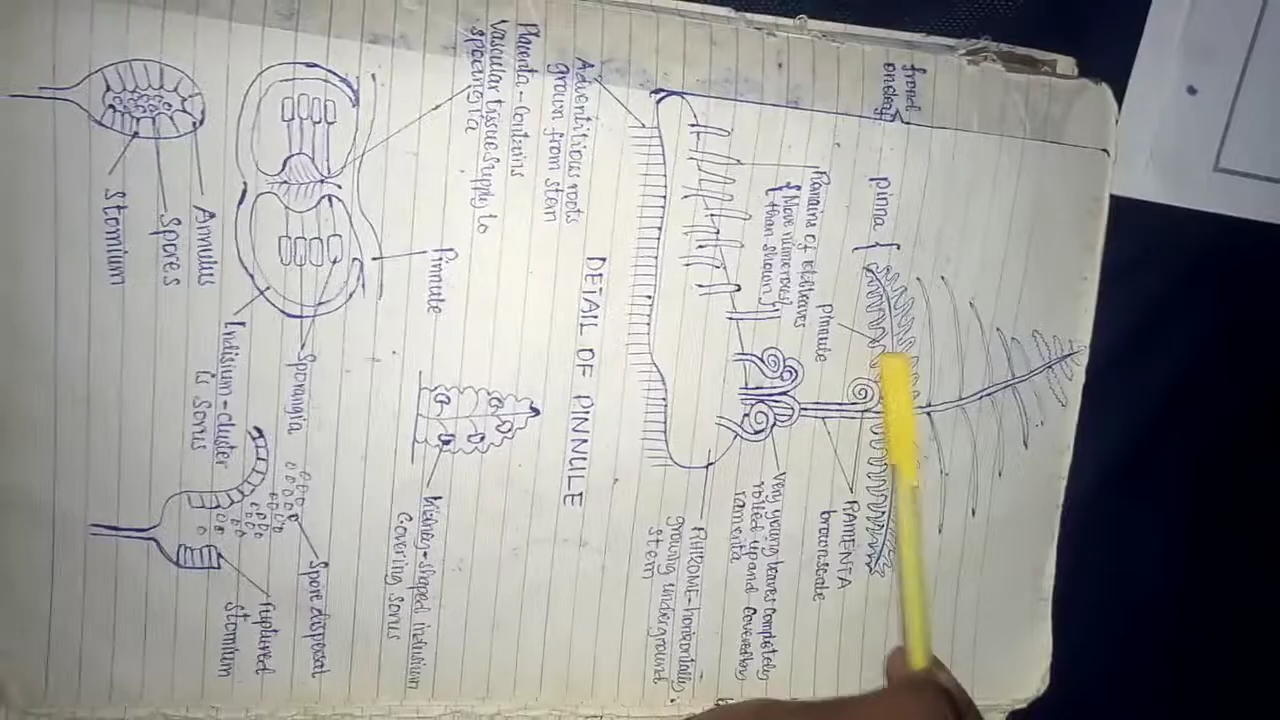 frond
pinna {
pinnule
Remains of old leaves
{ More numerous }
{ than shown }
RAMENTA
brown scale
Very young leaves completely
rolled up and covered by
ramenta
RHIZOME-horizontally
growing underground
stem
Adventitious roots
grown from stem
DETAIL OF PINNULE
Placenta - contains
vascular tissue supply to
Pinnule
Kidney-shaped indusium
covering sorus
Sporangia
Indisium-cluster
is sorus
Annulus
Spores
Stomium
Spore dispersal
ruptured
stomium